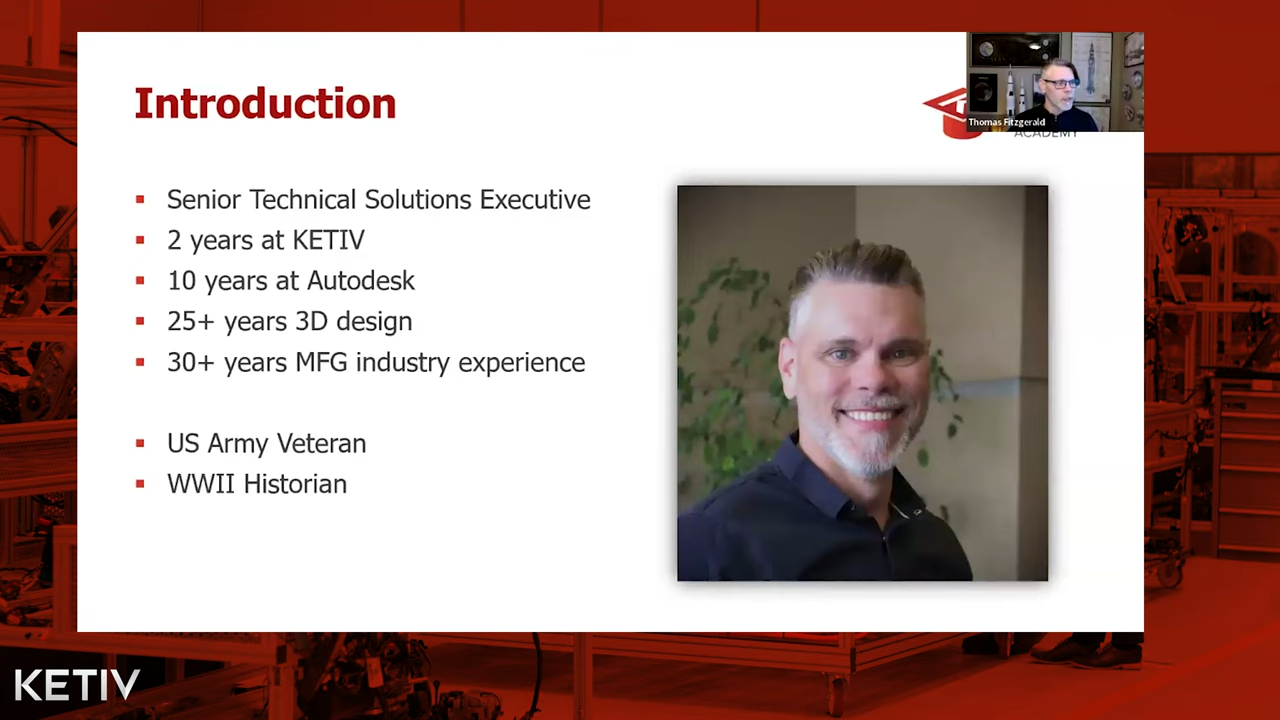 Introduction
Thomas Fitzgerald
ACADEMY
Senior Technical Solutions Executive
2 years at KETIV
10 years at Autodesk
25+ years 3D design
30+ years MFG industry experience
US Army Veteran
WWII Historian
KETIV